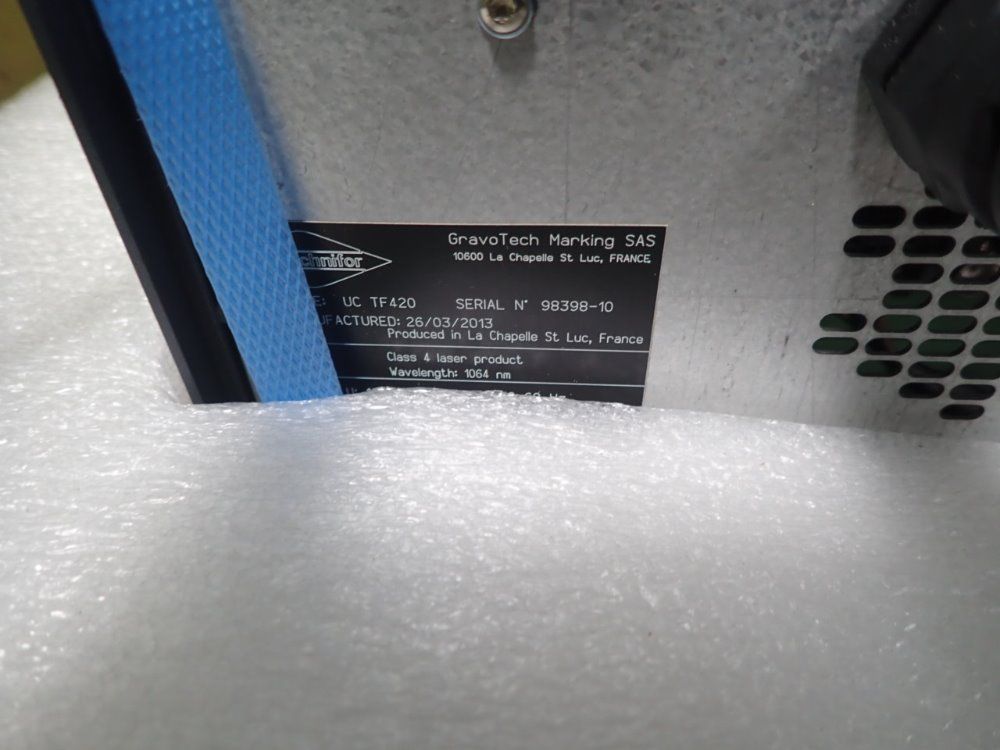 GravoTech Marking SAS
10600 La Chapelle St Luc, FRANCE
chnifor
E: UC TF420 SERIAL N° 98398-10
UFACTURED: 26/03/2013
Produced in La Chapelle St Luc, France
Class 4 laser product
Wavelength: 1064 nm